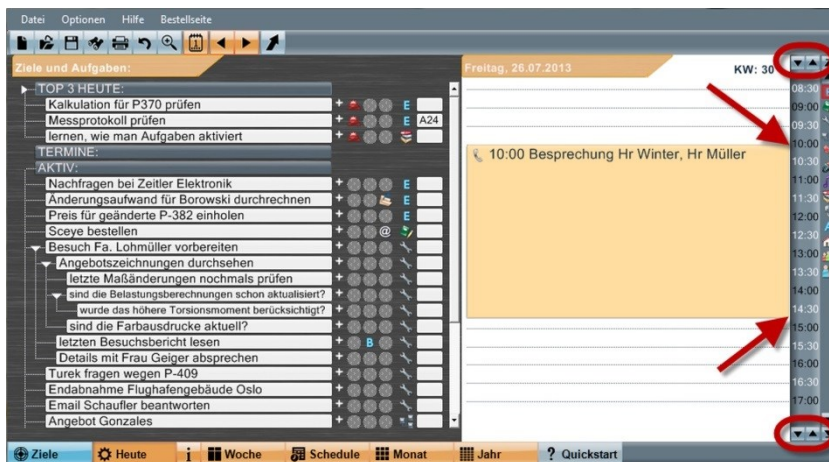 Datei Optionen Hilfe Bestellseite
Ziele und Aufgaben:
TOP 3 HEUTE:
Kalkulation für P370 prüfen E
Messprotokoll prüfen E A24
lernen, wie man Aufgaben aktiviert
TERMINE:
AKTIV:
Nachfragen bei Zeitler Elektronik E
Änderungsaufwand für Borowski durchrechnen E
Preis für geänderte P-382 einholen E
Sceye bestellen @
Besuch Fa. Lohmüller vorbereiten
Angebotszeichnungen durchsehen
letzte Maßänderungen nochmals prüfen
sind die Belastungsberechnungen schon aktualisiert?
wurde das höhere Torsionsmoment berücksichtigt?
sind die Farbausdrucke aktuell?
letzten Besuchsbericht lesen B
Details mit Frau Geiger absprechen
Turek fragen wegen P-409
Endabnahme Flughafengebäude Oslo
Email Schaufler beantworten
Angebot Gonzales
Freitag, 26.07.2013 KW: 30
10:00 Besprechung Hr Winter, Hr Müller
08:30
09:00
09:30
10:00
10:30
11:00
11:30
12:00
12:30
13:00
13:30
14:00
14:30
15:00
15:30
16:00
16:30
17:00
Ziele Heute i Woche Schedule Monat Jahr ? Quickstart